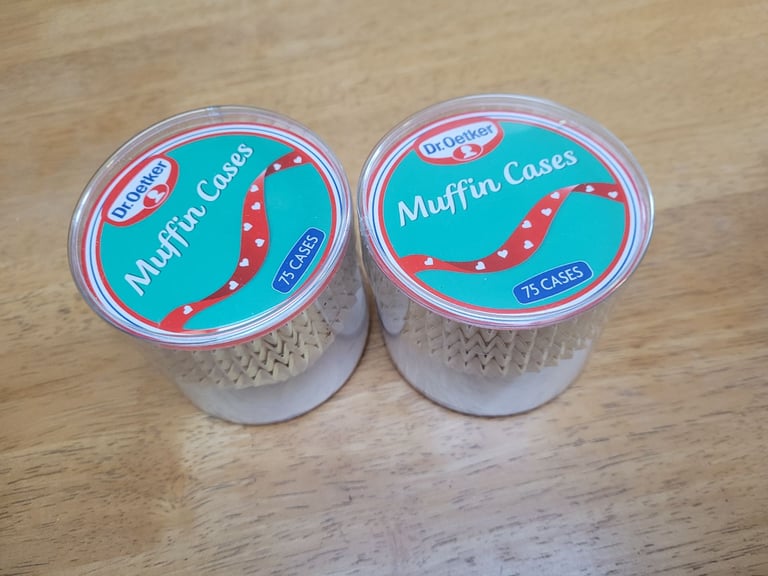 Dr.Oetker
Muffin Cases
75 CASES
Dr.Oetker
Muffin Cases
75 CASES